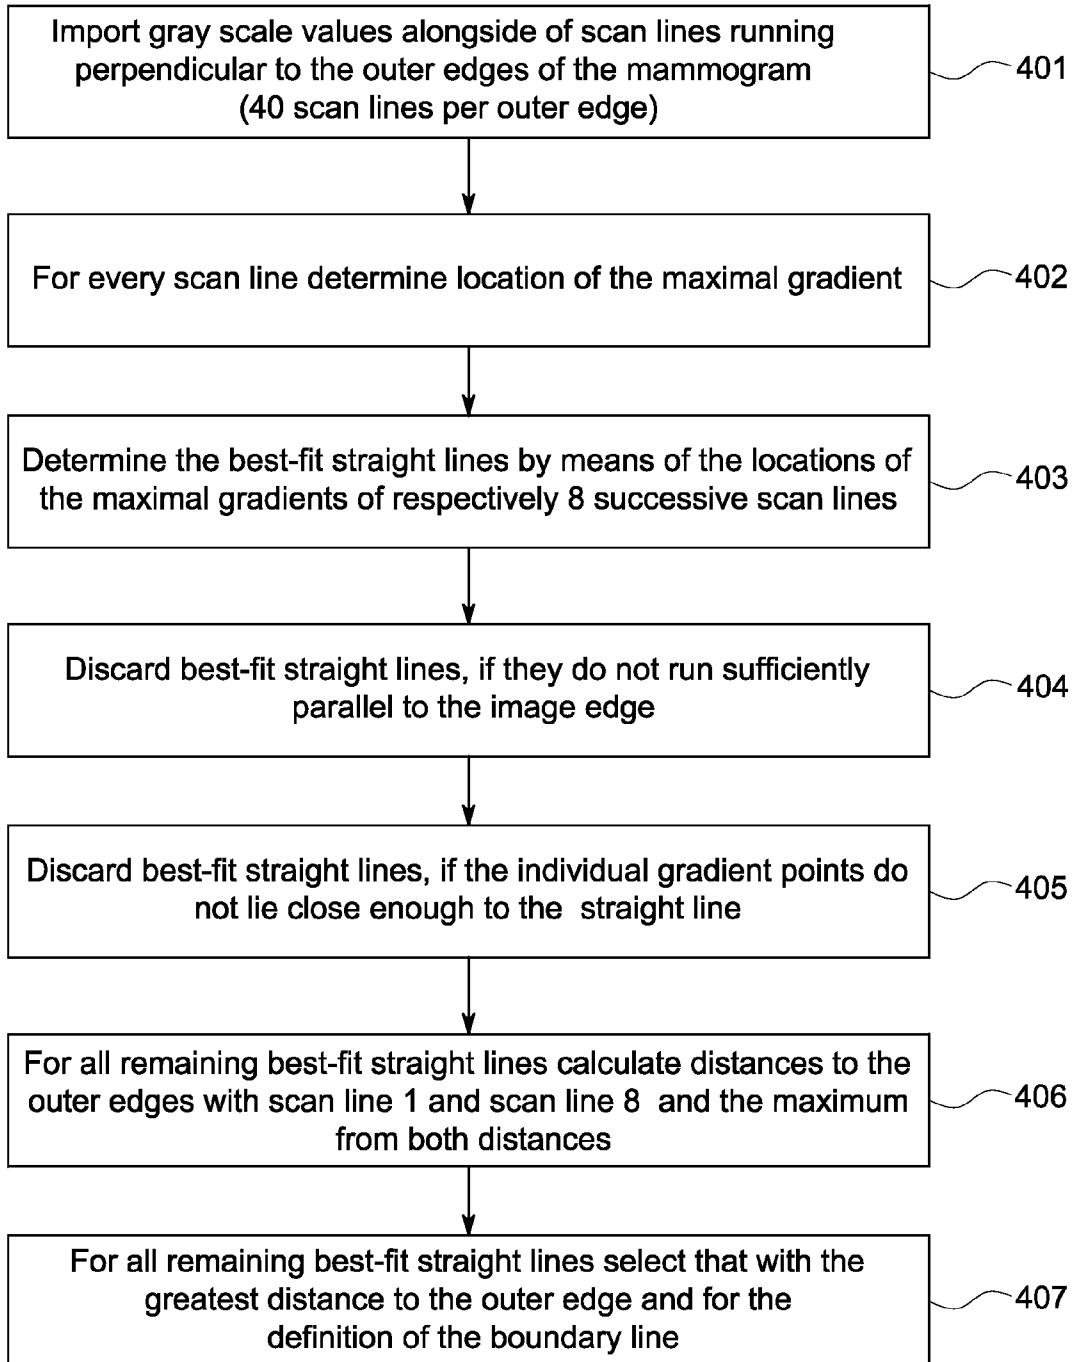 Import gray scale values alongside of scan lines running
perpendicular to the outer edges of the mammogram
(40 scan lines per outer edge)
401
For every scan line determine location of the maximal gradient
402
Determine the best-fit straight lines by means of the locations of
the maximal gradients of respectively 8 successive scan lines
403
Discard best-fit straight lines, if they do not run sufficiently
parallel to the image edge
404
Discard best-fit straight lines, if the individual gradient points do
not lie close enough to the straight line
405
For all remaining best-fit straight lines calculate distances to the
outer edges with scan line 1 and scan line 8 and the maximum
from both distances
406
For all remaining best-fit straight lines select that with the
greatest distance to the outer edge and for the
definition of the boundary line
407